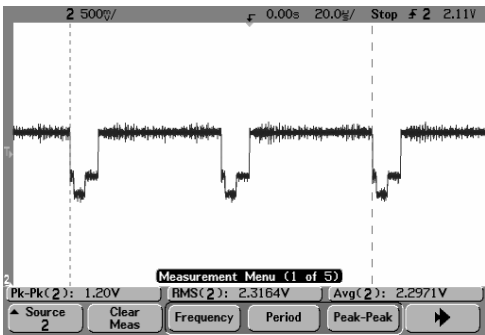 2 500mV/ 0.00s 20.0µs/ Stop 2 2.11V
2
Measurement Menu (1 of 5)
Pk-Pk(2): 1.20V RMS(2): 2.3164V Avg(2): 2.2971V
Source 2 Clear Meas Frequency Period Peak-Peak